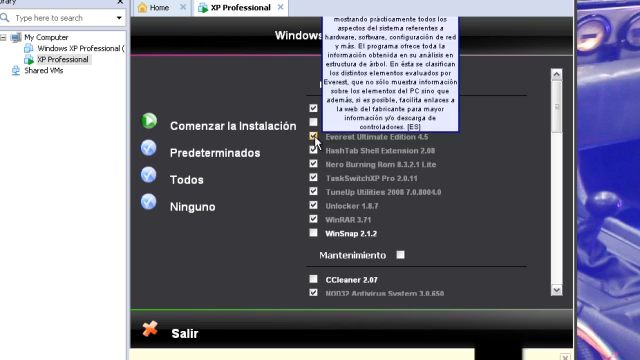 brary
Home
XP Professional
Type here to search
My Computer
Windows XP Professional (
XP Professional
Shared VMs
Windows
mostrando prácticamente todos los
aspectos del sistema referentes a
hardware, software, configuración de red
y más. El programa ofrece toda la
información obtenida en su análisis en
estructura de árbol. En ésta se clasifican
los distintos elementos evaluados por
Everest, que no sólo muestra información
sobre los elementos del PC sino que
además, si es posible, facilita enlaces a
la web del fabricante para mayor
información y/o descarga de
controladores. [ES]
Comenzar la Instalación
Predeterminados
Todos
Ninguno
Everest Ultimate Edition 4.5
HashTab Shell Extension 2.08
Nero Burning Rom 8.3.2.1 Lite
TaskSwitchXP Pro 2.0.11
TuneUp Utilities 2008 7.0.8004.0
Unlocker 1.8.7
WinRAR 3.71
WinSnap 2.1.2
Mantenimiento
CCleaner 2.07
NOD32 Antivirus System 3.0.650
Salir